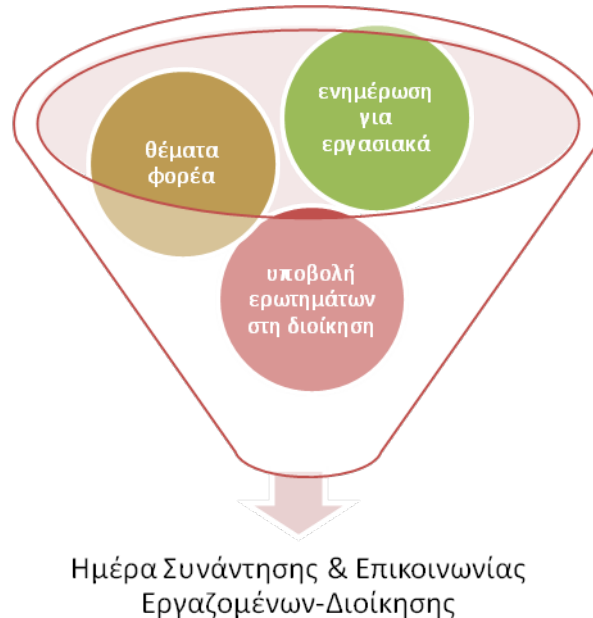 ενημέρωση
για
εργασιακά
θέματα
φορέα
υποβολή
ερωτημάτων
στη διοίκηση
Ημέρα Συνάντησης & Επικοινωνίας
Εργαζομένων-Διοίκησης